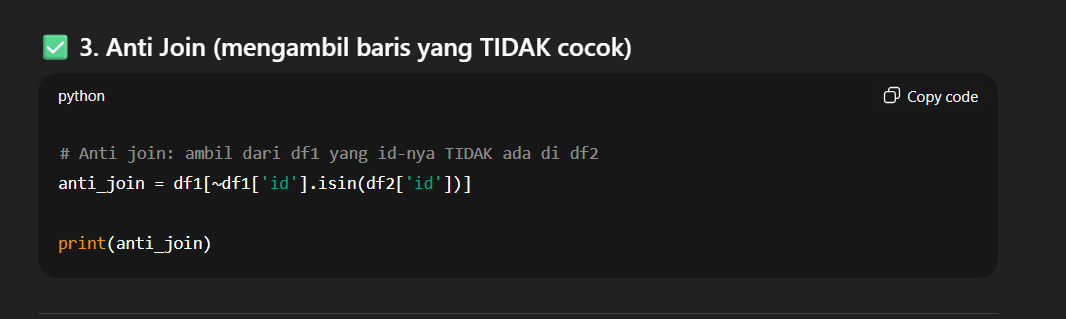 ✅ 3. Anti Join (mengambil baris yang TIDAK cocok)
python
Copy code
# Anti join: ambil dari df1 yang id-nya TIDAK ada di df2
anti_join = df1[~df1['id'].isin(df2['id'])]
print(anti_join)